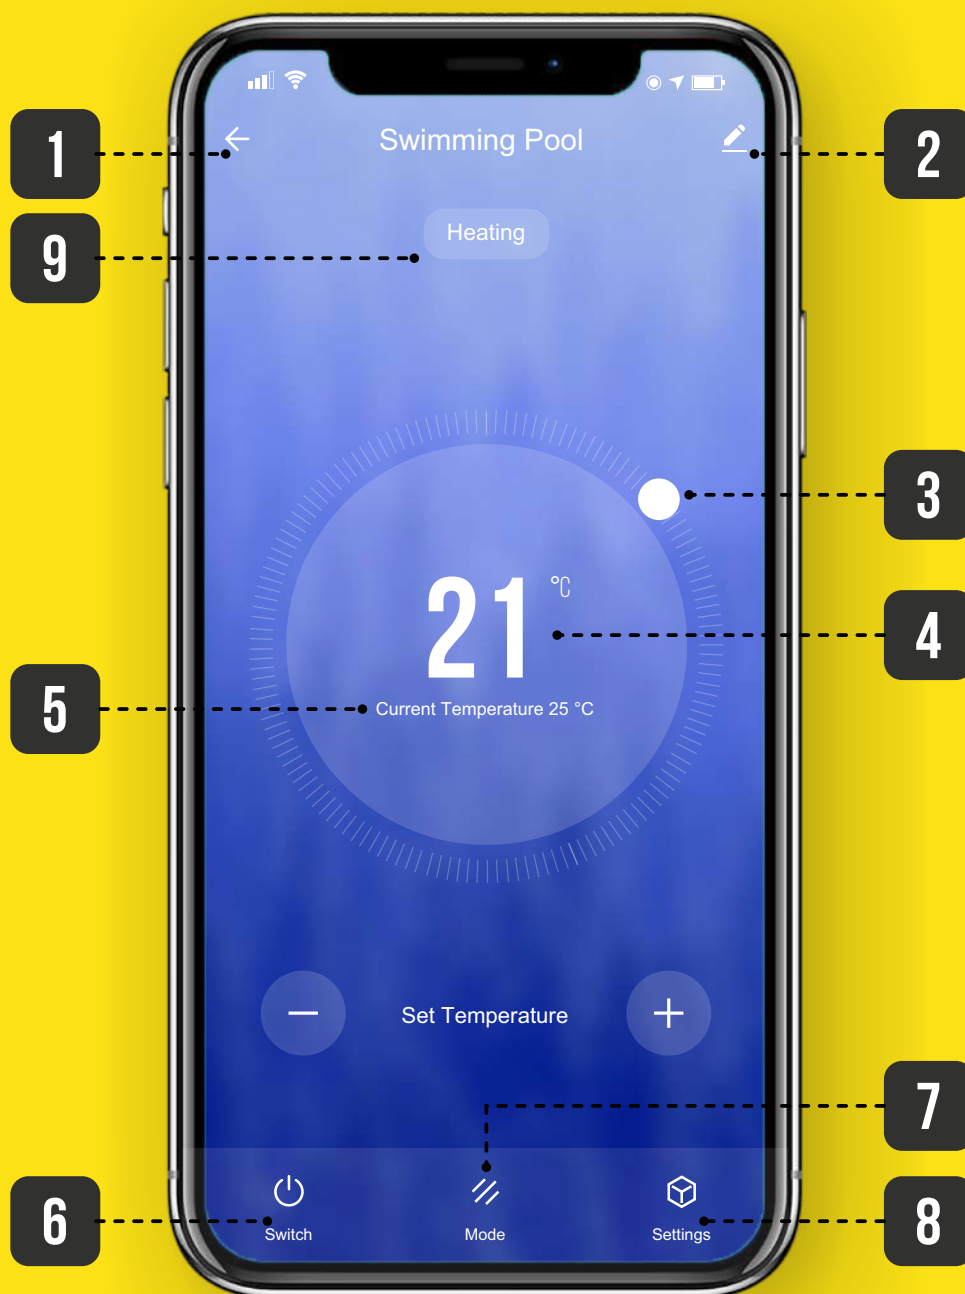 1
Swimming Pool
2
9
Heating
3
21 °C
4
5
Current Temperature 25 °C
Set Temperature
7
6
Switch
Mode
Settings
8